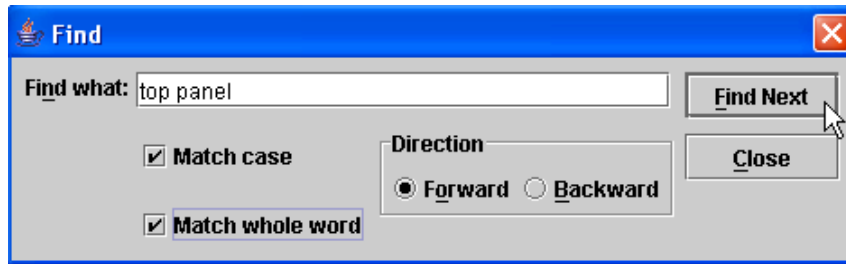 Find
Find what: top panel Find Next
Match case Direction Close
Forward Backward
Match whole word